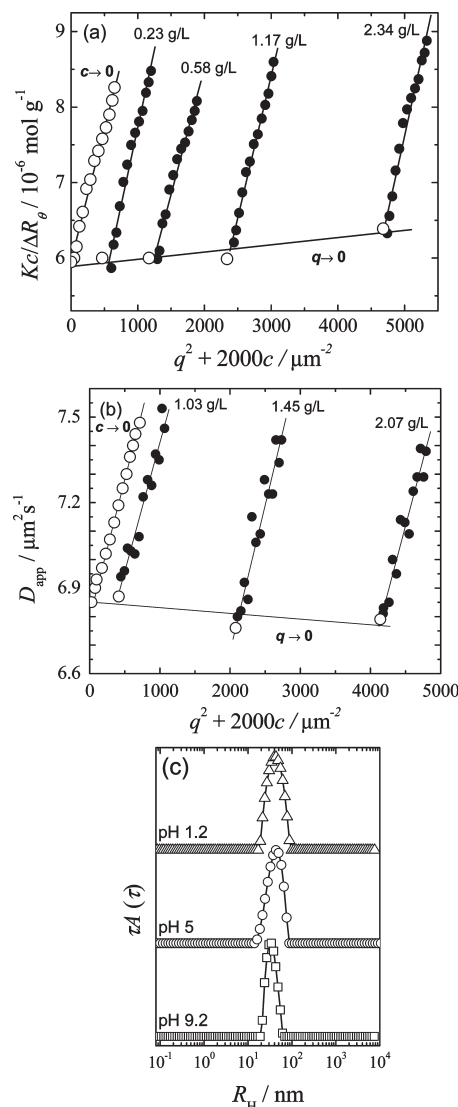 (a)
0.23 g/L
1.17 g/L
2.34 g/L
0.58 g/L
c→0
q→0
9
8
7
6
Kc/ΔRθ / 10⁻⁶ mol g⁻¹
0 1000 2000 3000 4000 5000
q² + 2000c / μm⁻²
(b)
c→0
1.03 g/L
1.45 g/L
2.07 g/L
q→0
7.5
7.2
6.9
6.6
Dapp / μm² s⁻¹
0 1000 2000 3000 4000 5000
q² + 2000c / μm⁻²
(c)
pH 1.2
pH 5
pH 9.2
τA (τ)
10⁻¹ 10⁰ 10¹ 10² 10³ 10⁴
RH / nm